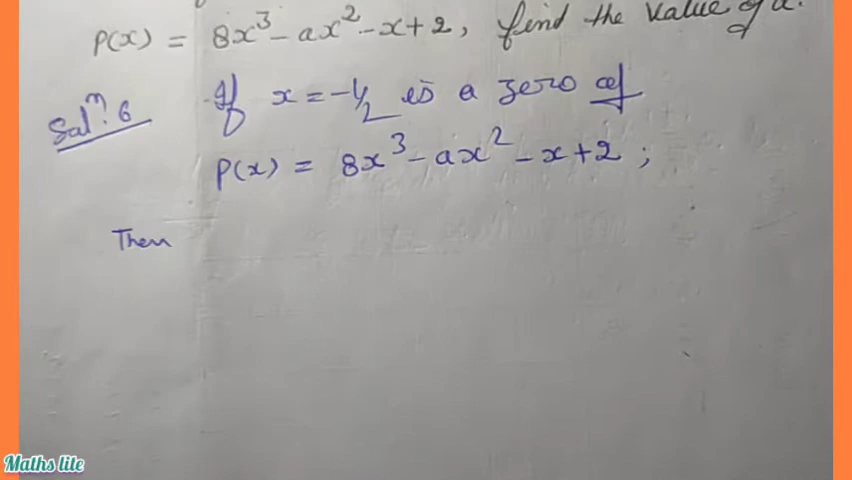 P(x) = 8x³ - ax² - x + 2, find the value of a.
Solⁿ. 6 If x = -1/2 is a zero of
P(x) = 8x³ - ax² - x + 2 ;
Then
Maths lite